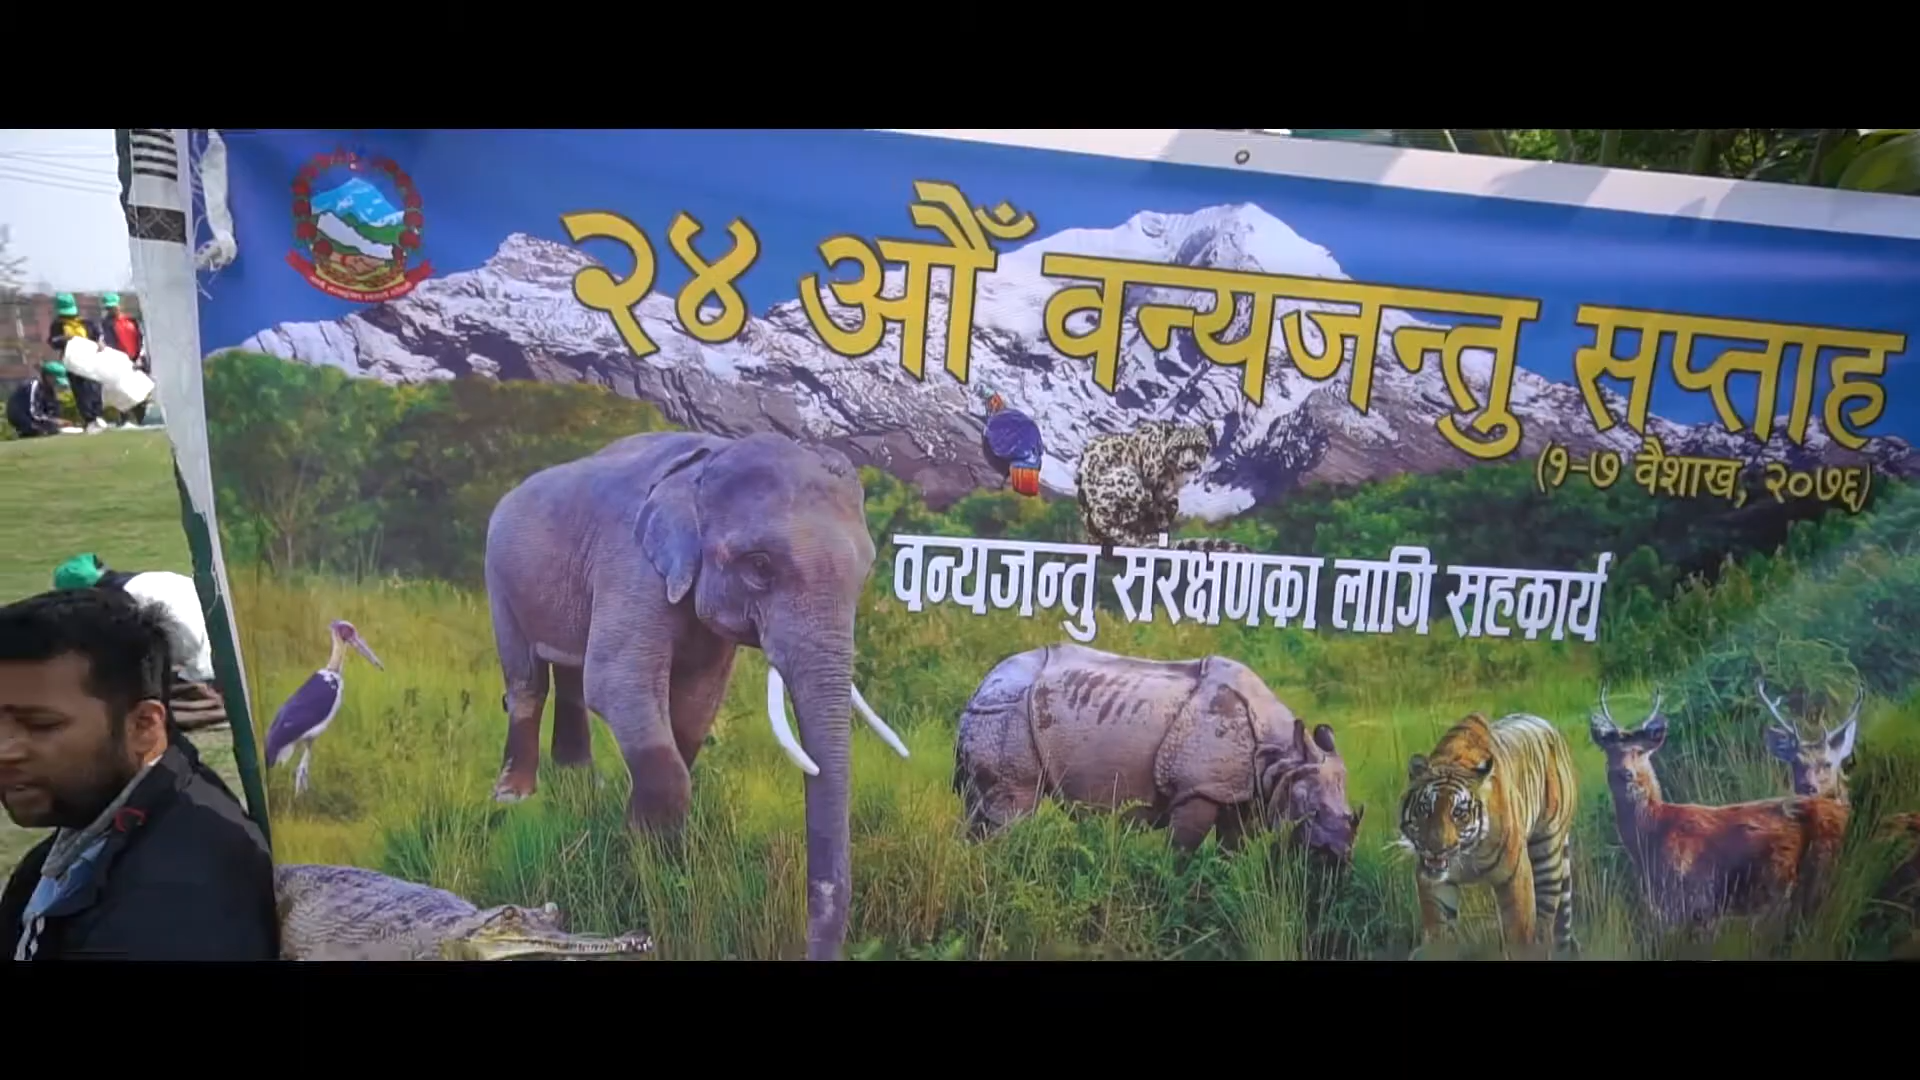 २४ औँ वन्यजन्तु सप्ताह
(१-७ वैशाख, २०७६)
वन्यजन्तु संरक्षणका लागि सहकार्य